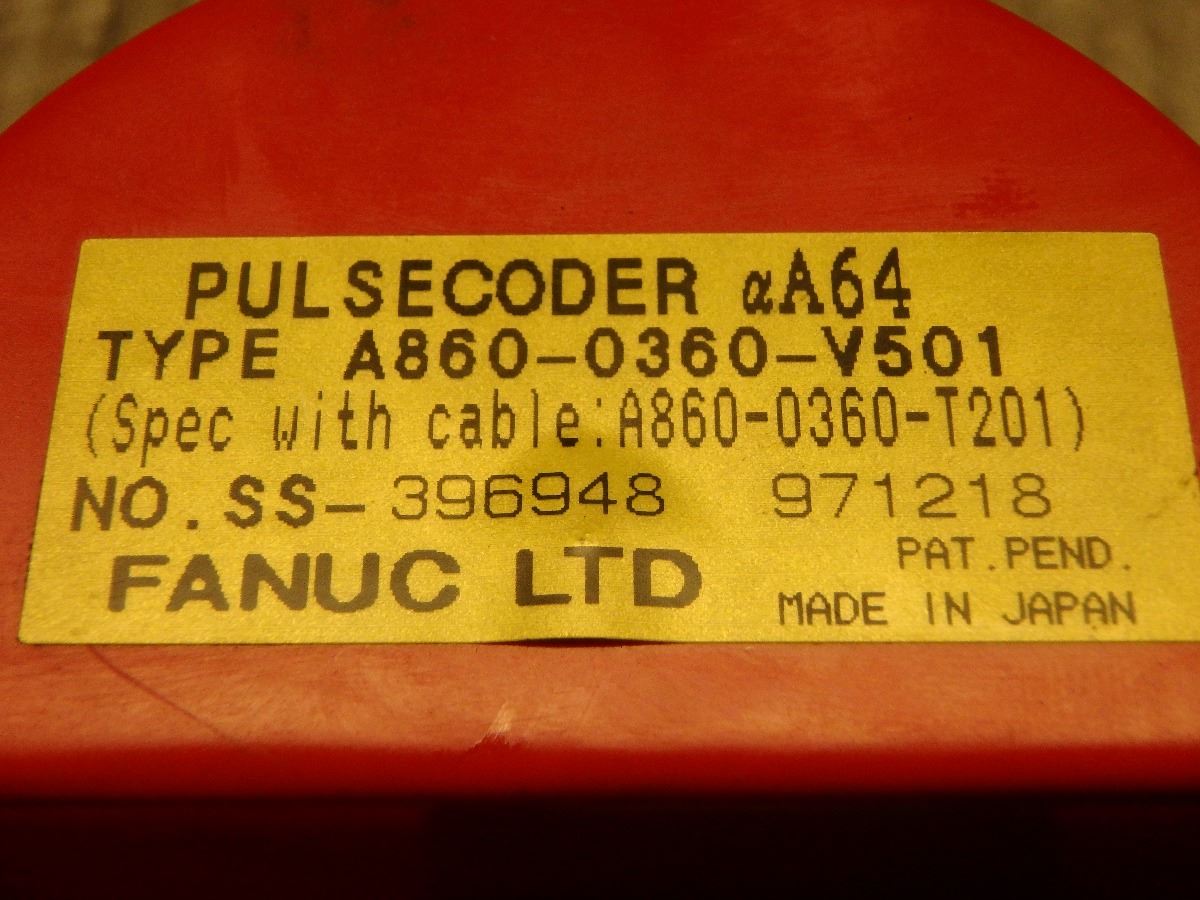 PULSECODER αA64
TYPE A860-0360-V501
(Spec with cable:A860-0360-T201)
NO.SS-396948 971218
PAT.PEND.
FANUC LTD
MADE IN JAPAN